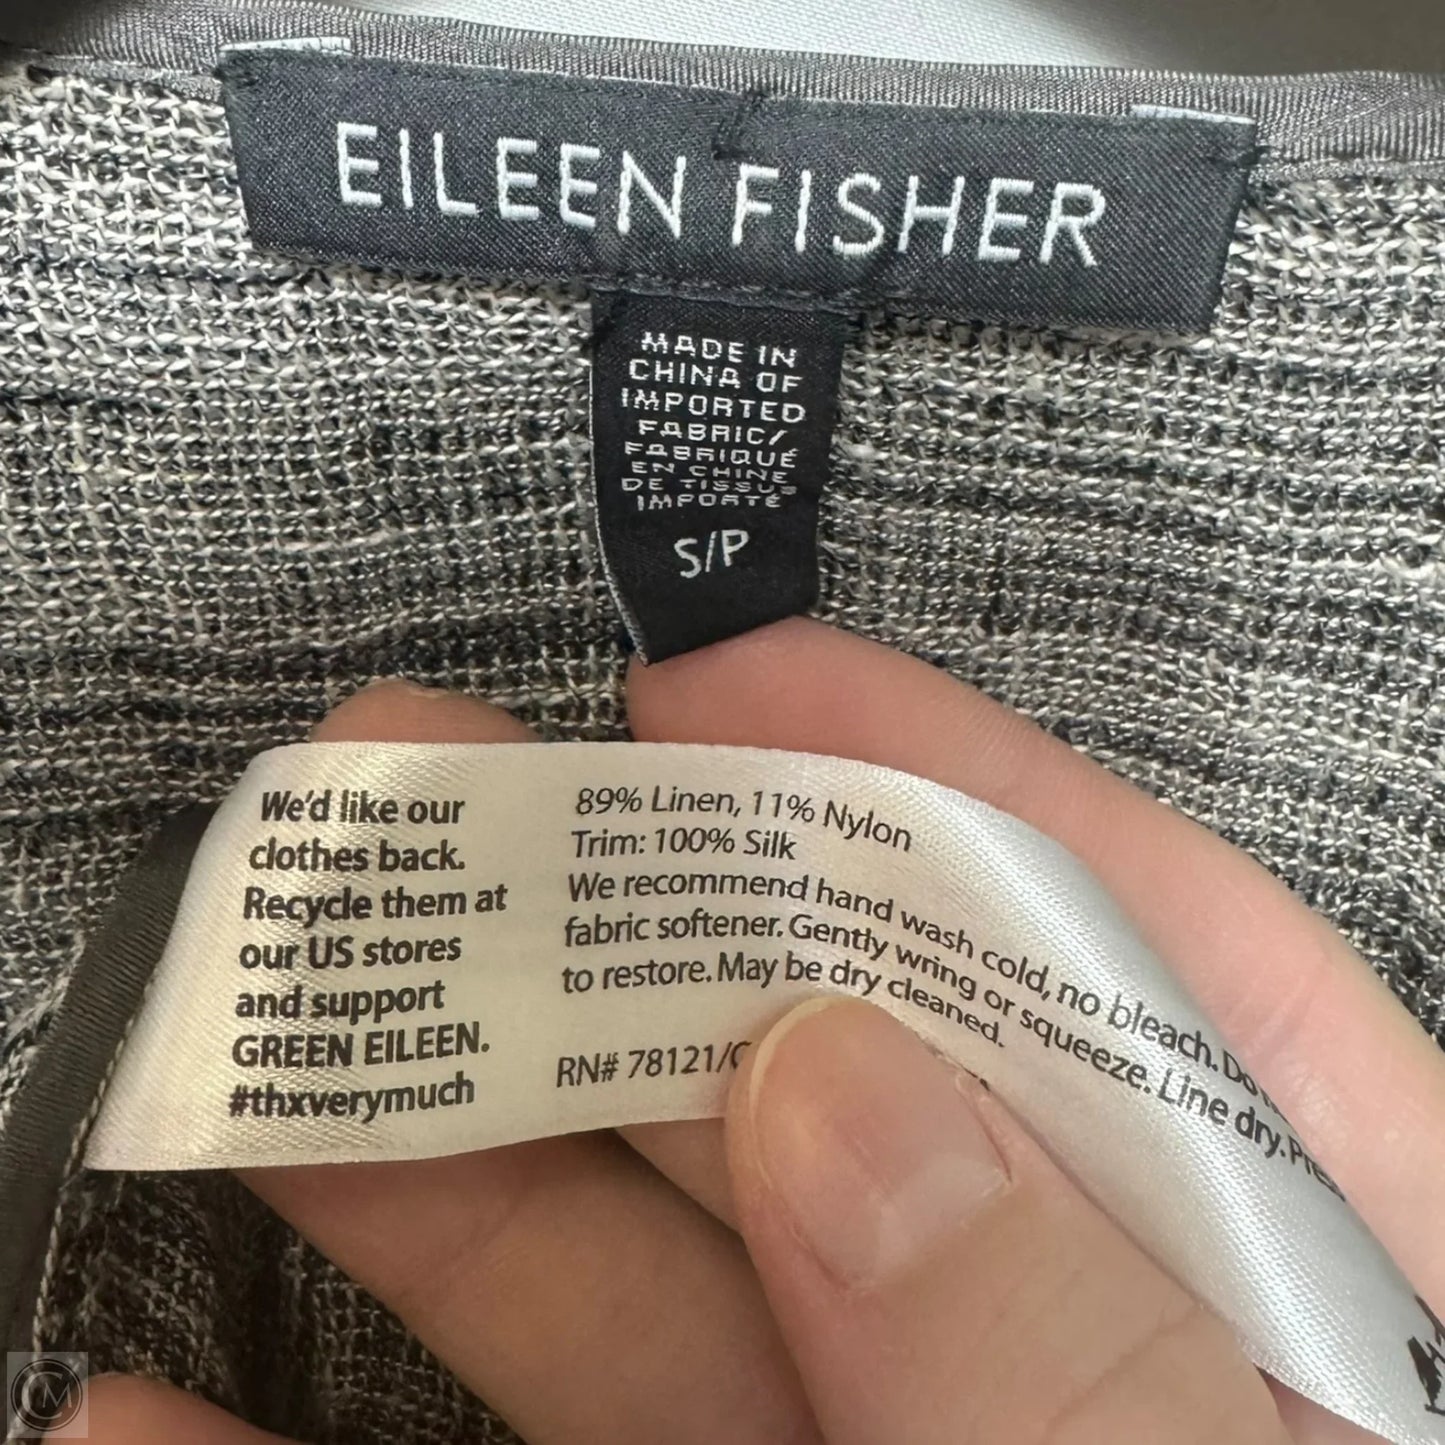 EILEEN FISHER
MADE IN
CHINA OF
IMPORTED
FABRIC/
FABRIQUÉ
EN CHINE
DE TISSUS
IMPORTÉ
S/P
We'd like our
clothes back.
Recycle them at
our US stores
and support
GREEN EILEEN.
#thxverymuch
89% Linen, 11% Nylon
Trim: 100% Silk
We recommend hand wash cold, no bleach. Do
fabric softener. Gently wring or squeeze. Line dry. Press
to restore. May be dry cleaned.
RN# 78121/C
CM